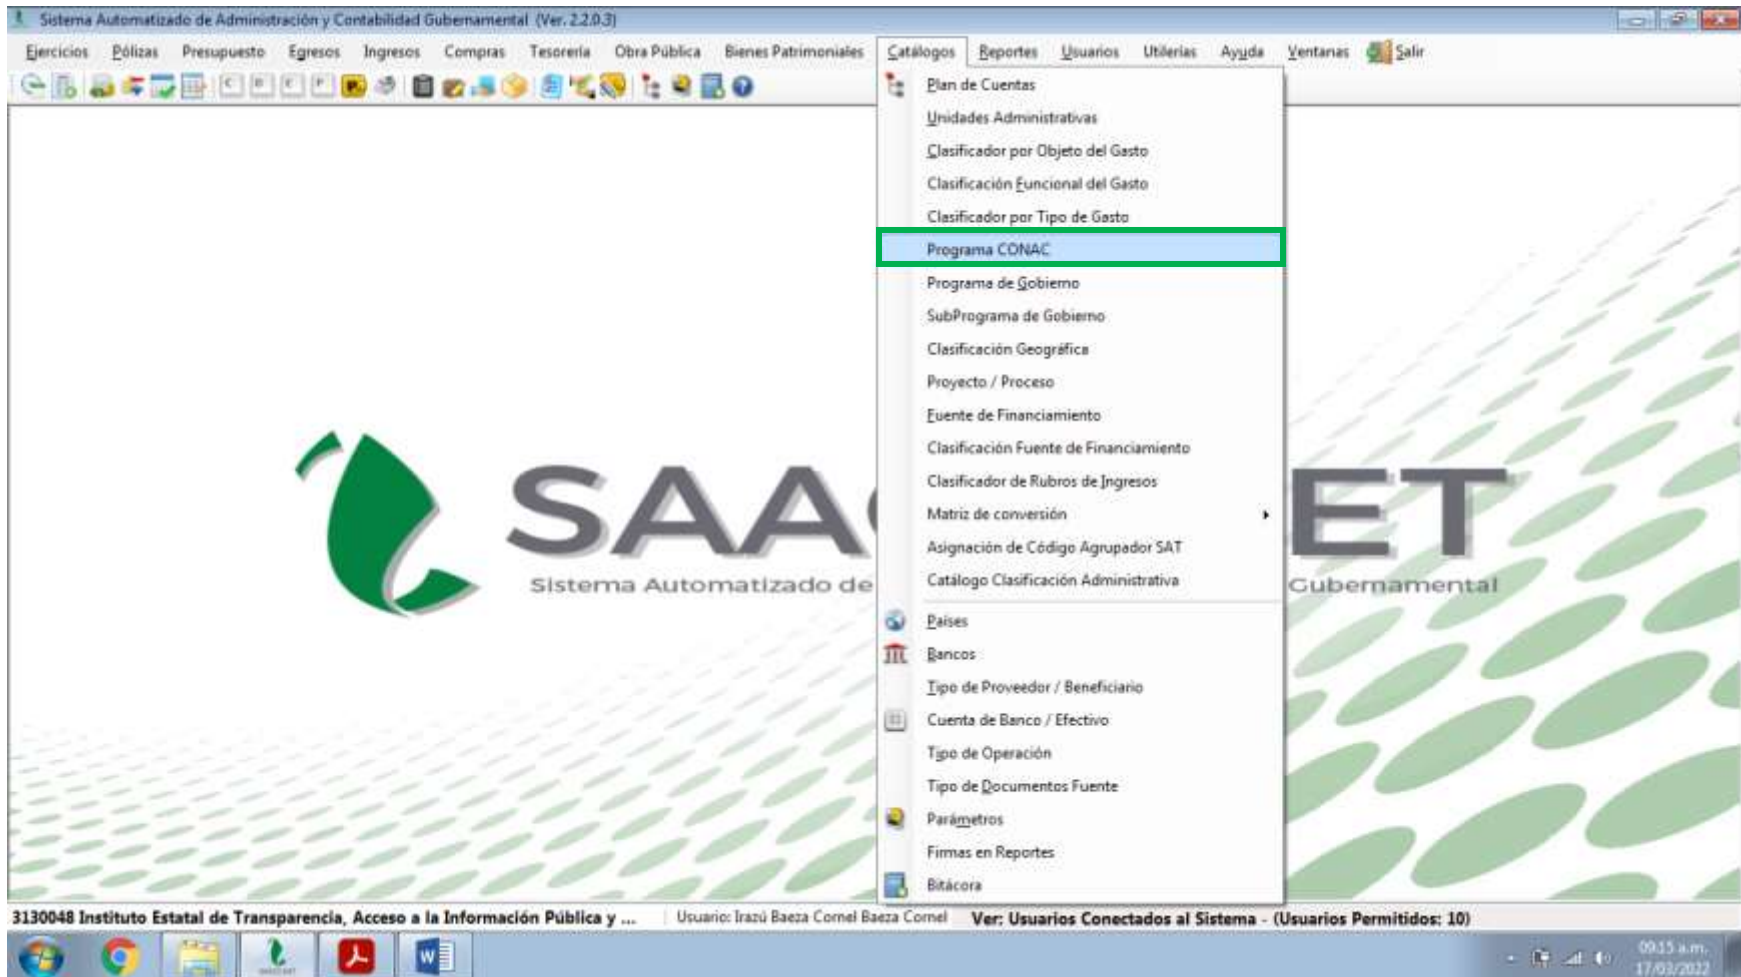 Sistema Automatizado de Administración y Contabilidad Gubernamental (Ver. 2.2.0.3)
Ejercicios Pólizas Presupuesto Egresos Ingresos Compras Tesorería Obra Pública Bienes Patrimoniales Catálogos Reportes Usuarios Utilerías Ayuda Ventanas Salir
Plan de Cuentas
Unidades Administrativas
Clasificador por Objeto del Gasto
Clasificación Funcional del Gasto
Clasificador por Tipo de Gasto
Programa CONAC
Programa de Gobierno
SubPrograma de Gobierno
Clasificación Geográfica
Proyecto / Proceso
Fuente de Financiamiento
Clasificación Fuente de Financiamiento
Clasificador de Rubros de Ingresos
Matriz de conversión
Asignación de Código Agrupador SAT
Catálogo Clasificación Administrativa
Países
Bancos
Tipo de Proveedor / Beneficiario
Cuenta de Banco / Efectivo
Tipo de Operación
Tipo de Documentos Fuente
Parámetros
Firmas en Reportes
Bitácora
SAA ET
Sistema Automatizado de Gubernamental
3130048 Instituto Estatal de Transparencia, Acceso a la Información Pública y ... Usuario: Irazú Baeza Cornel Baeza Cornel Ver: Usuarios Conectados al Sistema - (Usuarios Permitidos: 10)
09:15 a.m.
17/03/2022